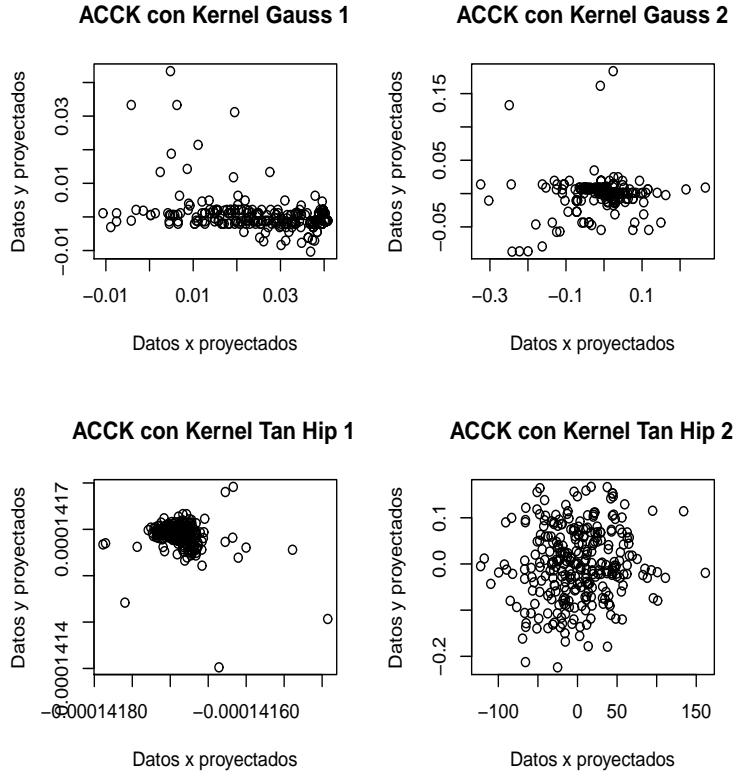 ACCK con Kernel Gauss 1
Datos y proyectados
−0.01 0.01 0.03
−0.01 0.01 0.03
Datos x proyectados
ACCK con Kernel Gauss 2
Datos y proyectados
−0.05 0.05 0.15
−0.3 −0.1 0.1
Datos x proyectados
ACCK con Kernel Tan Hip 1
Datos y proyectados
0.0001414 0.0001417
−0.00014180 −0.00014160
Datos x proyectados
ACCK con Kernel Tan Hip 2
Datos y proyectados
−0.2 0.0 0.1
−100 0 50 150
Datos x proyectados